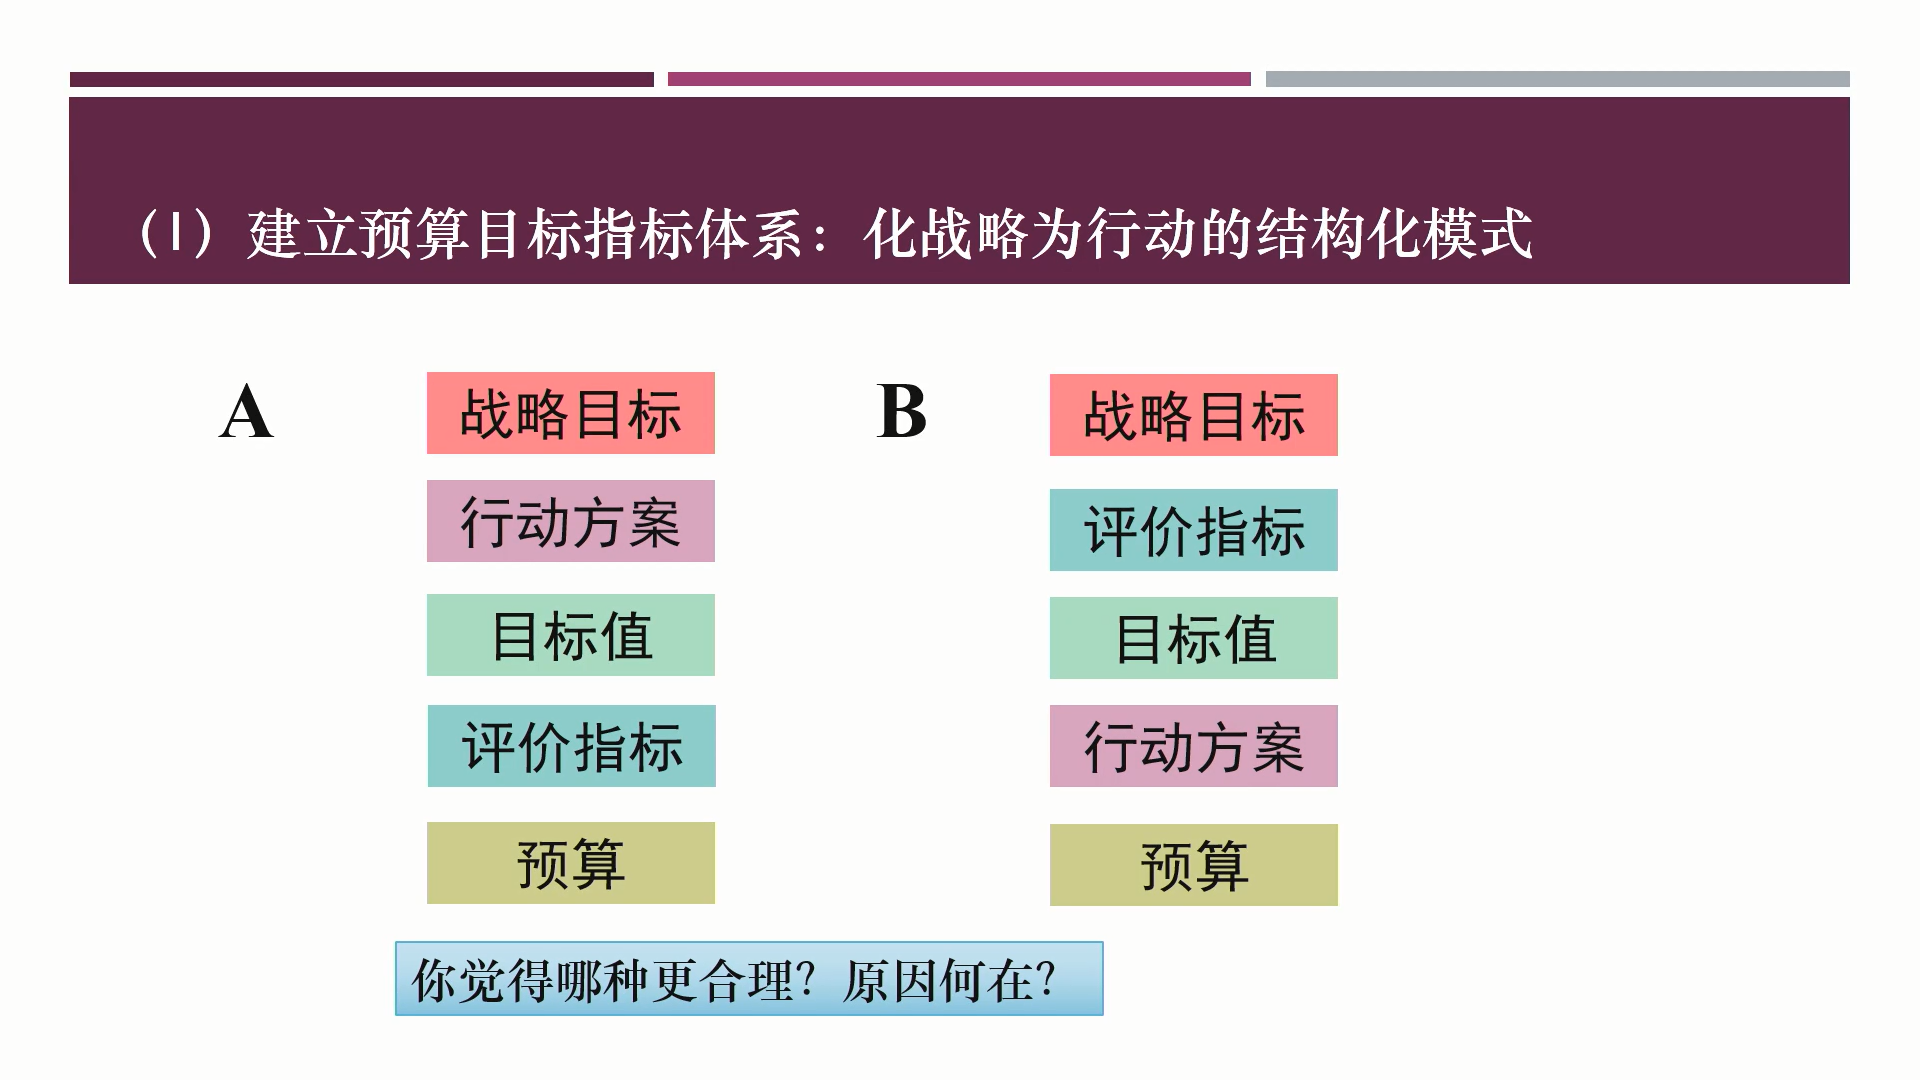 （1）建立预算目标指标体系：化战略为行动的结构化模式
A
战略目标
行动方案
目标值
评价指标
预算
B
战略目标
评价指标
目标值
行动方案
预算
你觉得哪种更合理？原因何在？